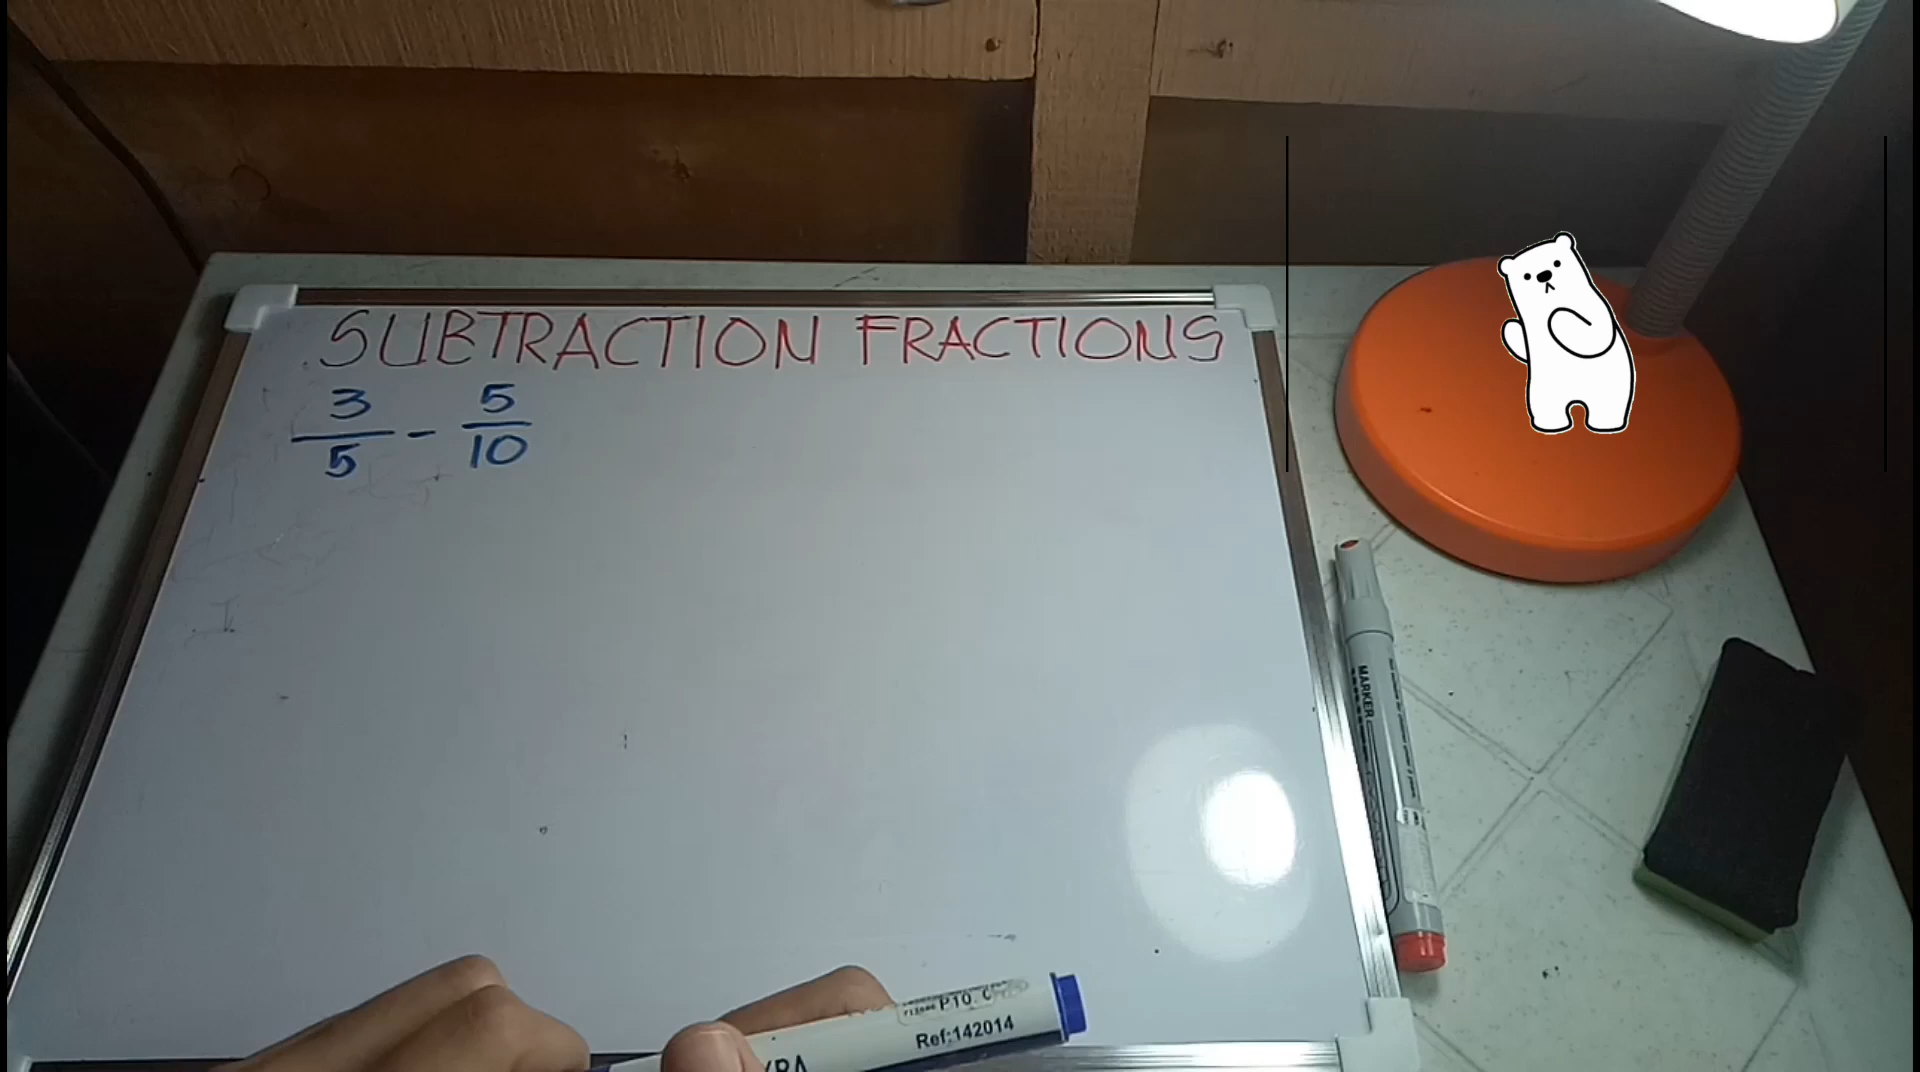 SUBTRACTION FRACTIONS
3/5 - 5/10
MARKER
P10.
Ref:142014